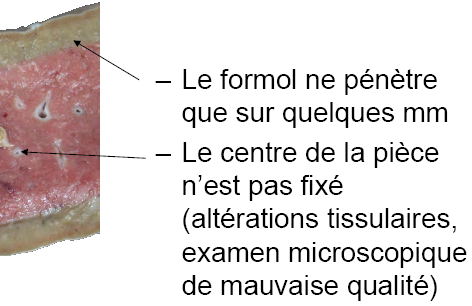 – Le formol ne pénètre
que sur quelques mm
– Le centre de la pièce
n’est pas fixé
(altérations tissulaires,
examen microscopique
de mauvaise qualité)